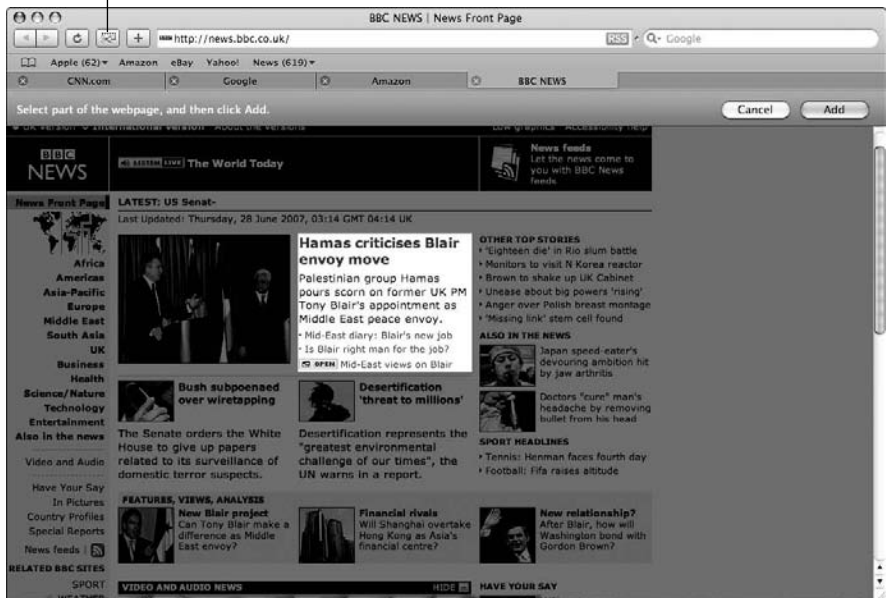 BBC NEWS | News Front Page
http://news.bbc.co.uk/
RSS
Google
Apple (62) Amazon eBay Yahoo! News (619)
CNN.com Google Amazon BBC NEWS
Select part of the webpage, and then click Add.
Cancel Add
UK version International version About the versions
Low graphics Accessibility help
BBC
NEWS
LISTEN LIVE The World Today
News feeds
Let the news come to
you with BBC News
feeds
News Front Page
Africa
Americas
Asia-Pacific
Europe
Middle East
South Asia
UK
Business
Health
Science/Nature
Technology
Entertainment
Also in the news
Video and Audio
Have Your Say
In Pictures
Country Profiles
Special Reports
News feeds
RELATED BBC SITES
SPORT
WEATHER
LATEST: US Senat-
Last Updated: Thursday, 28 June 2007, 03:14 GMT 04:14 UK
Hamas criticises Blair
envoy move
Palestinian group Hamas
pours scorn on former UK PM
Tony Blair's appointment as
Middle East peace envoy.
Mid-East diary: Blair's new job
Is Blair right man for the job?
OPEN Mid-East views on Blair
Bush subpoenaed
over wiretapping
The Senate orders the White
House to give up papers
related to its surveillance of
domestic terror suspects.
Desertification
'threat to millions'
Desertification represents the
"greatest environmental
challenge of our times", the
UN warns in a report.
OTHER TOP STORIES
'Eighteen die' in Rio slum battle
Monitors to visit N Korea reactor
Brown to shake up UK Cabinet
Unease about big powers 'rising'
Anger over Polish breast montage
'Missing link' stem cell found
ALSO IN THE NEWS
Japan speed-eater's
devouring ambition hit
by jaw arthritis
Doctors "cure" man's
headache by removing
bullet from his head
SPORT HEADLINES
Tennis: Henman faces fourth day
Football: Fifa raises altitude
FEATURES, VIEWS, ANALYSIS
New Blair project
Can Tony Blair make a
difference as Middle
East envoy?
Financial rivals
Will Shanghai overtake
Hong Kong as Asia's
financial centre?
New relationship?
After Blair, how will
Washington bond with
Gordon Brown?
VIDEO AND AUDIO NEWS HIDE
HAVE YOUR SAY